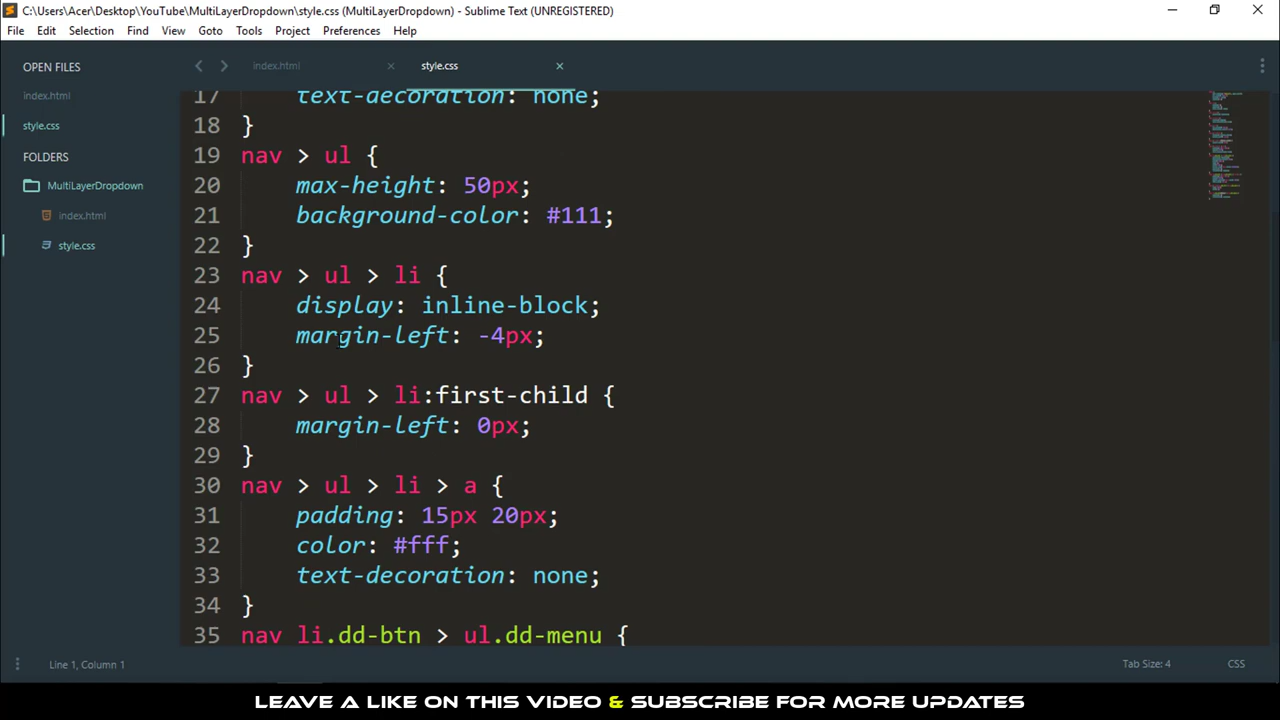 C:\Users\Acer\Desktop\YouTube\MultiLayerDropdown\style.css (MultiLayerDropdown) - Sublime Text (UNREGISTERED)
File Edit Selection Find View Goto Tools Project Preferences Help
OPEN FILES
index.html
style.css
FOLDERS
MultiLayerDropdown
index.html
style.css
index.html style.css
17 text-decoration: none;
18 }
19 nav > ul {
20 max-height: 50px;
21 background-color: #111;
22 }
23 nav > ul > li {
24 display: inline-block;
25 margin-left: -4px;
26 }
27 nav > ul > li:first-child {
28 margin-left: 0px;
29 }
30 nav > ul > li > a {
31 padding: 15px 20px;
32 color: #fff;
33 text-decoration: none;
34 }
35 nav li.dd-btn > ul.dd-menu {
Line 1, Column 1
Tab Size: 4 CSS
LEAVE A LIKE ON THIS VIDEO & SUBSCRIBE FOR MORE UPDATES